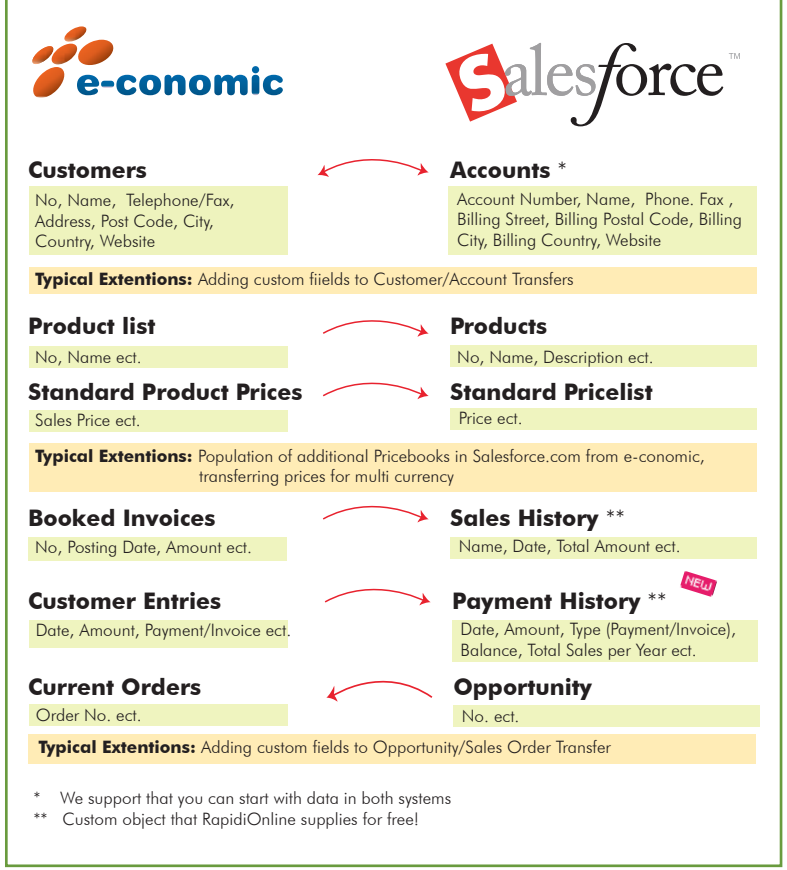 e-conomic
Salesforce™
Customers
Accounts *
No, Name, Telephone/Fax,
Address, Post Code, City,
Country, Website
Account Number, Name, Phone. Fax ,
Billing Street, Billing Postal Code, Billing
City, Billing Country, Website
Typical Extentions: Adding custom fiields to Customer/Account Transfers
Product list
Products
No, Name ect.
No, Name, Description ect.
Standard Product Prices
Standard Pricelist
Sales Price ect.
Price ect.
Typical Extentions: Population of additional Pricebooks in Salesforce.com from e-conomic,
transferring prices for multi currency
Booked Invoices
Sales History **
No, Posting Date, Amount ect.
Name, Date, Total Amount ect.
NEW
Customer Entries
Payment History **
Date, Amount, Payment/Invoice ect.
Date, Amount, Type (Payment/Invoice),
Balance, Total Sales per Year ect.
Current Orders
Opportunity
Order No. ect.
No. ect.
Typical Extentions: Adding custom fields to Opportunity/Sales Order Transfer
* We support that you can start with data in both systems
** Custom object that RapidiOnline supplies for free!